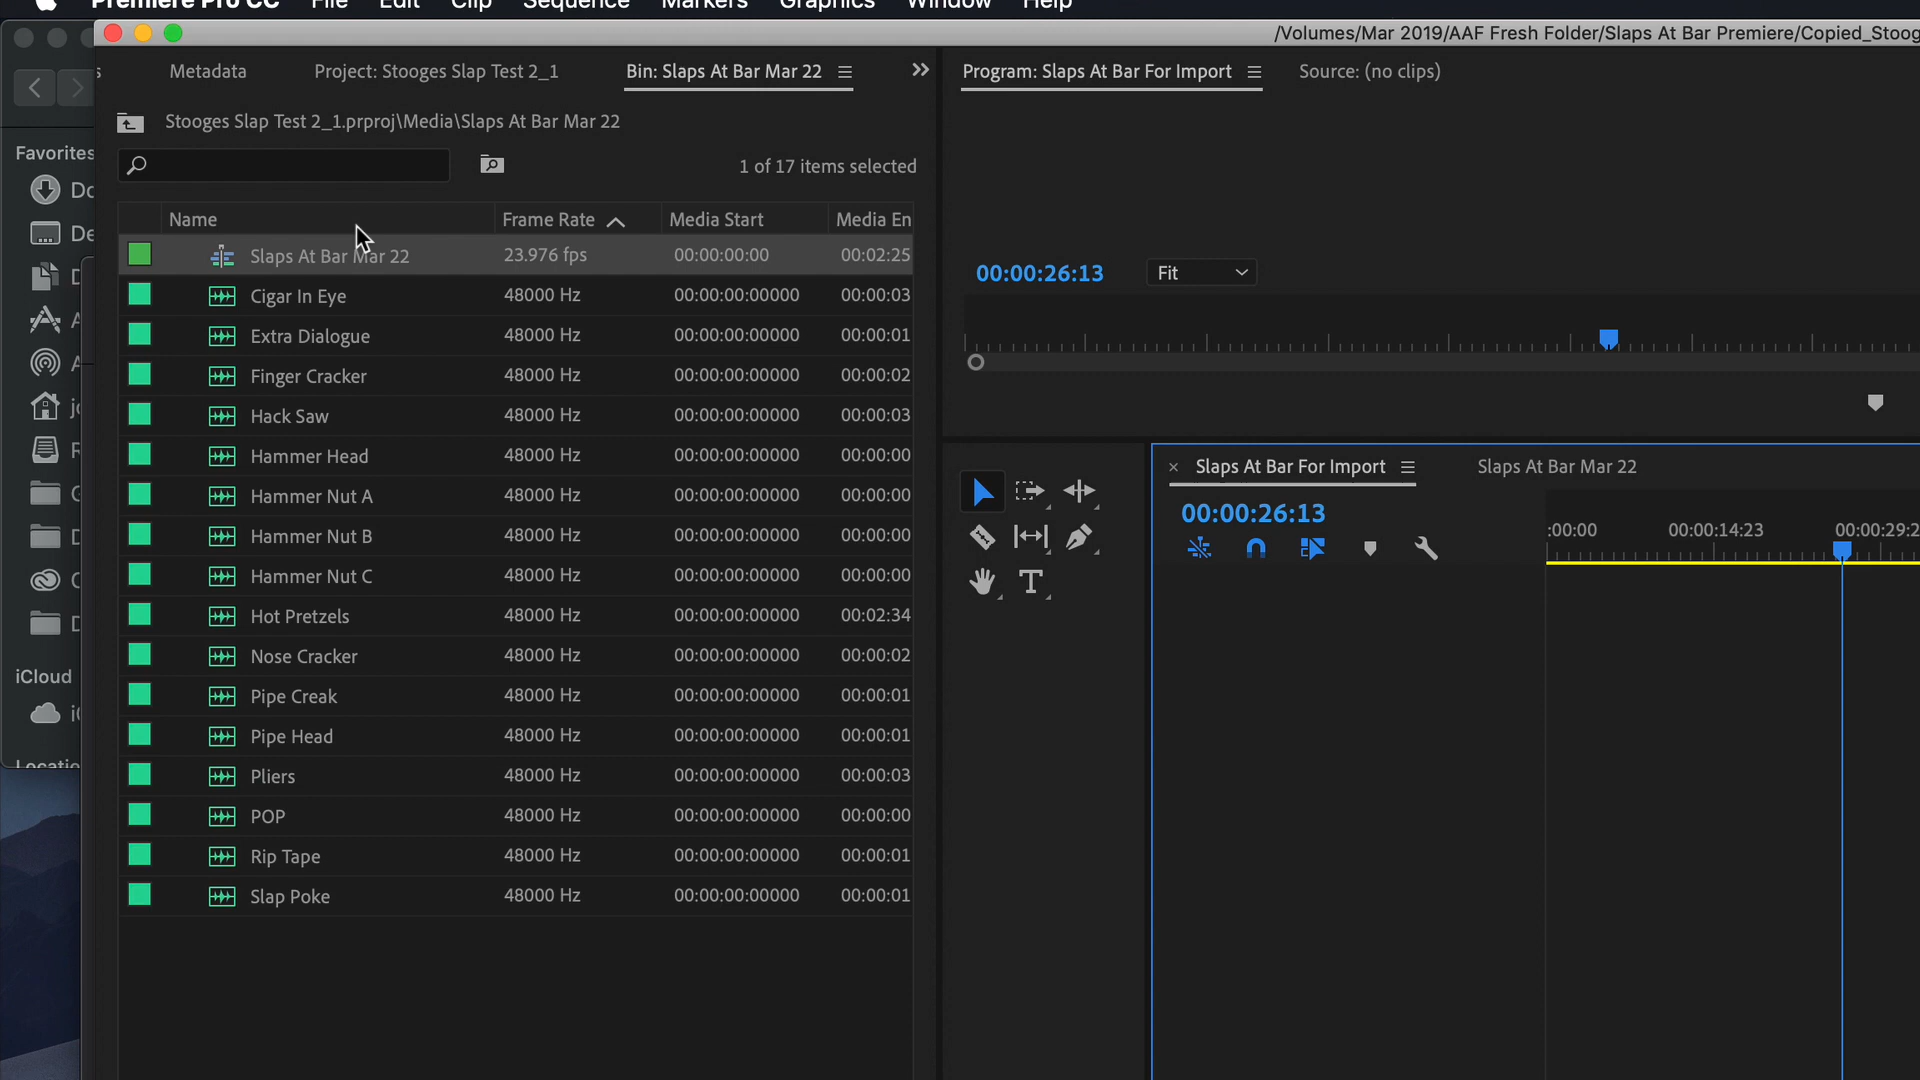 Premiere Pro CC File Edit Clip Sequence Markers Graphics Window Help
/Volumes/Mar 2019/AAF Fresh Folder/Slaps At Bar Premiere/Copied_Stoog
s Metadata Project: Stooges Slap Test 2_1 Bin: Slaps At Bar Mar 22
Program: Slaps At Bar For Import Source: (no clips)
Stooges Slap Test 2_1.prproj\Media\Slaps At Bar Mar 22
1 of 17 items selected
Favorites
Name Frame Rate Media Start Media En
Slaps At Bar Mar 22 23.976 fps 00:00:00:00 00:02:25
Cigar In Eye 48000 Hz 00:00:00:00000 00:00:03
Extra Dialogue 48000 Hz 00:00:00:00000 00:00:01
Finger Cracker 48000 Hz 00:00:00:00000 00:00:02
Hack Saw 48000 Hz 00:00:00:00000 00:00:03
Hammer Head 48000 Hz 00:00:00:00000 00:00:00
Hammer Nut A 48000 Hz 00:00:00:00000 00:00:00
Hammer Nut B 48000 Hz 00:00:00:00000 00:00:00
Hammer Nut C 48000 Hz 00:00:00:00000 00:00:00
Hot Pretzels 48000 Hz 00:00:00:00000 00:02:34
Nose Cracker 48000 Hz 00:00:00:00000 00:00:02
Pipe Creak 48000 Hz 00:00:00:00000 00:00:01
Pipe Head 48000 Hz 00:00:00:00000 00:00:01
Pliers 48000 Hz 00:00:00:00000 00:00:03
POP 48000 Hz 00:00:00:00000 00:00:00
Rip Tape 48000 Hz 00:00:00:00000 00:00:01
Slap Poke 48000 Hz 00:00:00:00000 00:00:01
Do
De
iCloud
00:00:26:13 Fit
Slaps At Bar For Import Slaps At Bar Mar 22
00:00:26:13
:00:00 00:00:14:23 00:00:29:2